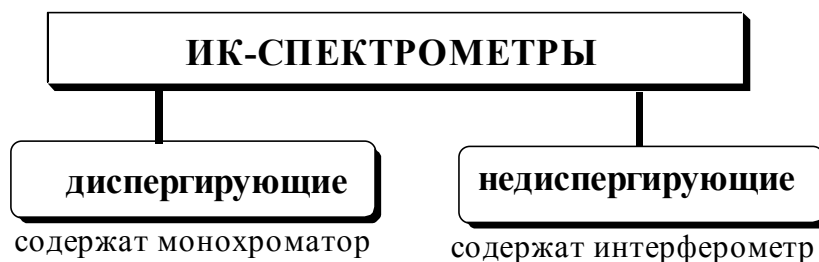 ИК-СПЕКТРОМЕТРЫ
диспергирующие
недиспергирующие
содержат монохроматор
содержат интерферометр